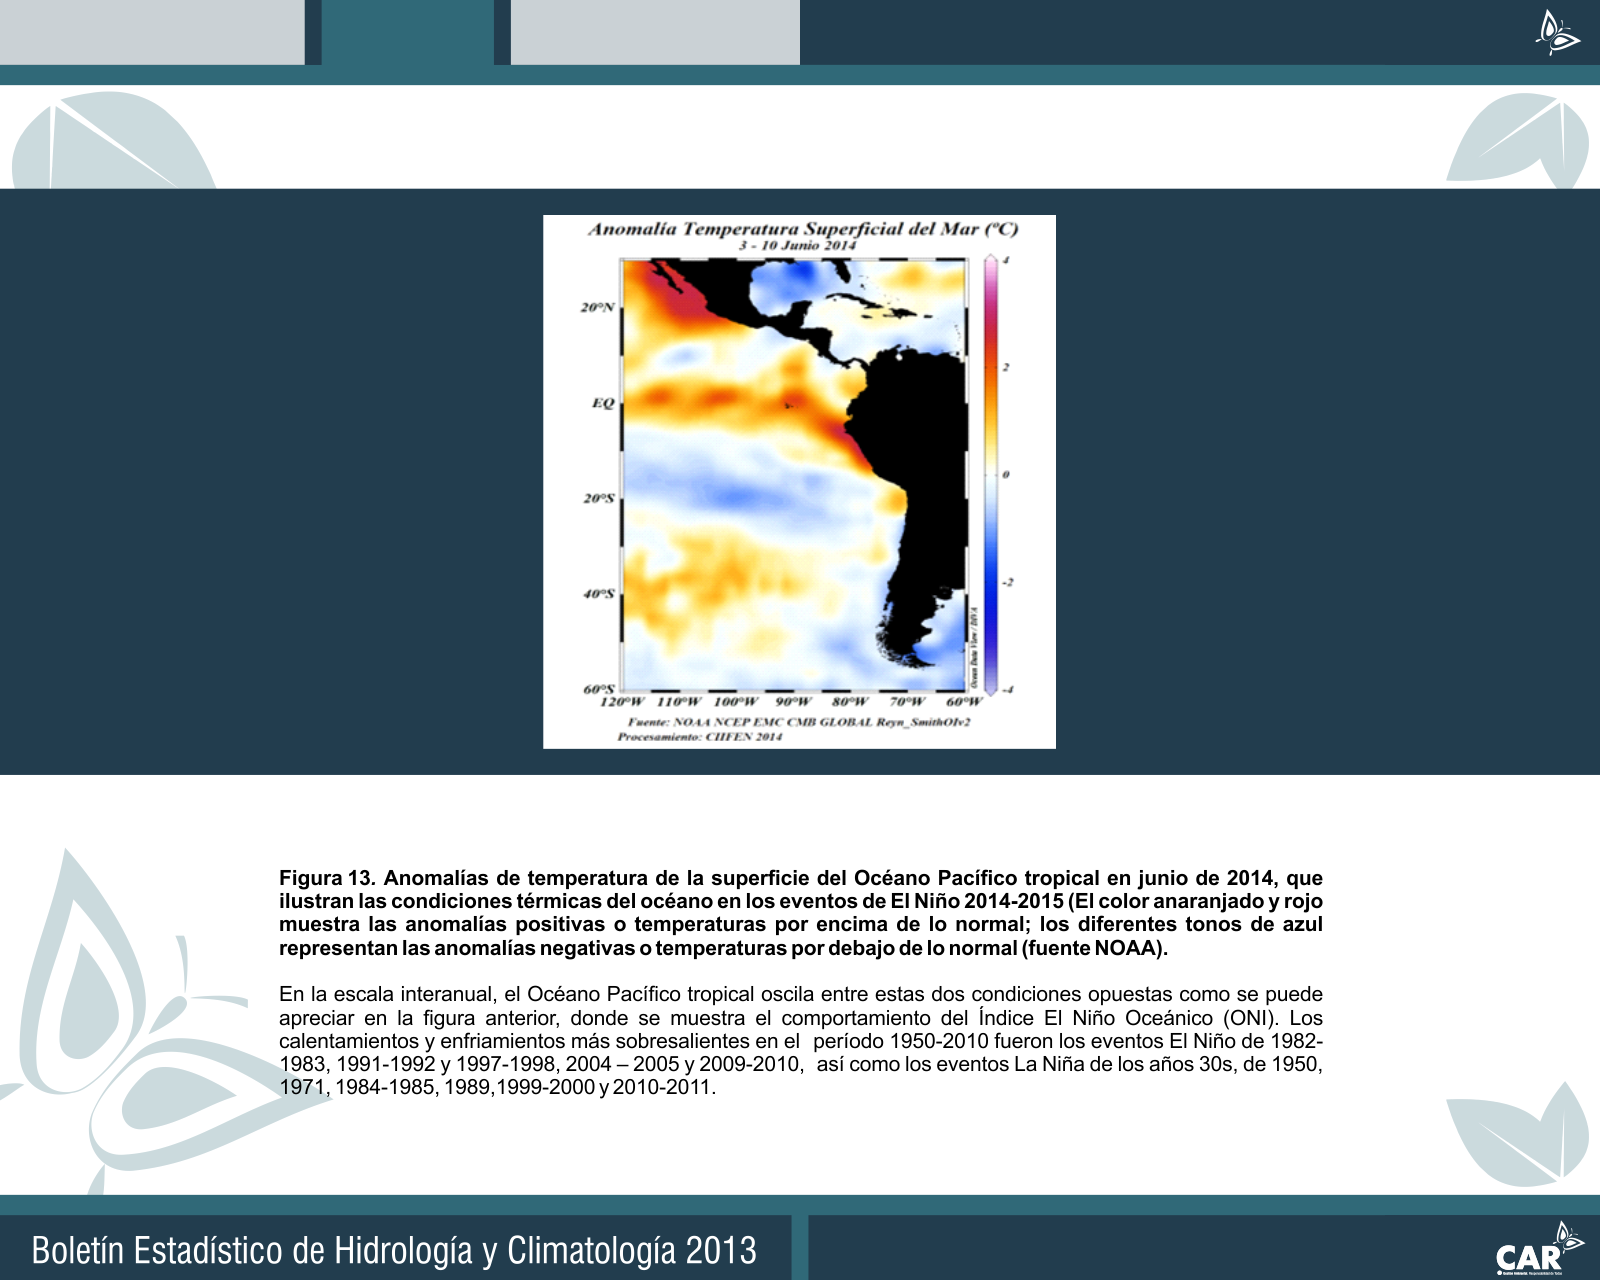 Anomalía Temperatura Superficial del Mar (ºC)
3 - 10 Junio 2014
20°N
EQ
20°S
40°S
60°S
120°W 110°W 100°W 90°W 80°W 70°W 60°W
4
2
0
-2
-4
Ocean Data View / DIVA
Fuente: NOAA NCEP EMC CMB GLOBAL Reyn_SmithOIv2
Procesamiento: CIIFEN 2014
Figura 13. Anomalías de temperatura de la superficie del Océano Pacífico tropical en junio de 2014, que
ilustran las condiciones térmicas del océano en los eventos de El Niño 2014-2015 (El color anaranjado y rojo
muestra las anomalías positivas o temperaturas por encima de lo normal; los diferentes tonos de azul
representan las anomalías negativas o temperaturas por debajo de lo normal (fuente NOAA).
En la escala interanual, el Océano Pacífico tropical oscila entre estas dos condiciones opuestas como se puede
apreciar en la figura anterior, donde se muestra el comportamiento del Índice El Niño Oceánico (ONI). Los
calentamientos y enfriamientos más sobresalientes en el período 1950-2010 fueron los eventos El Niño de 1982-
1983, 1991-1992 y 1997-1998, 2004 – 2005 y 2009-2010, así como los eventos La Niña de los años 30s, de 1950,
1971, 1984-1985, 1989,1999-2000 y 2010-2011.
Boletín Estadístico de Hidrología y Climatología 2013
CAR